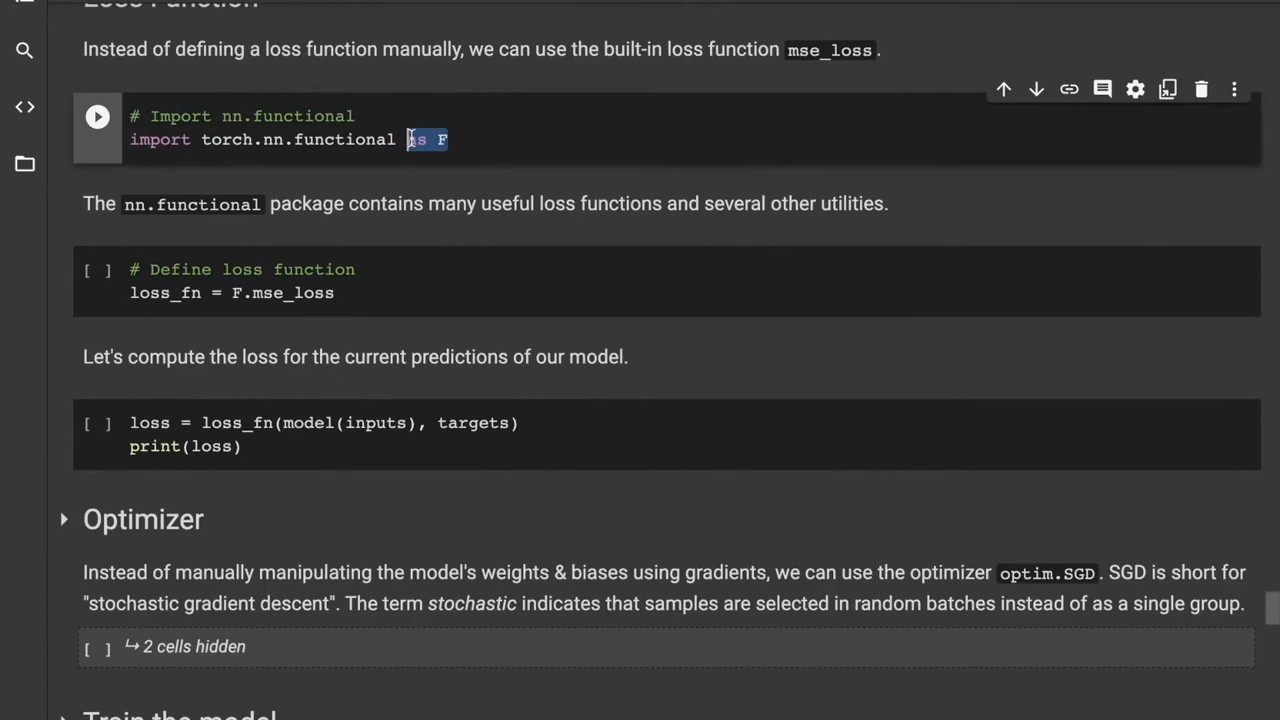 Loss Function
Instead of defining a loss function manually, we can use the built-in loss function mse_loss.
# Import nn.functional
import torch.nn.functional as F
The nn.functional package contains many useful loss functions and several other utilities.
[ ] # Define loss function
loss_fn = F.mse_loss
Let's compute the loss for the current predictions of our model.
[ ] loss = loss_fn(model(inputs), targets)
print(loss)
Optimizer
Instead of manually manipulating the model's weights & biases using gradients, we can use the optimizer optim.SGD. SGD is short for
"stochastic gradient descent". The term stochastic indicates that samples are selected in random batches instead of as a single group.
[ ] ↳ 2 cells hidden
Train the model